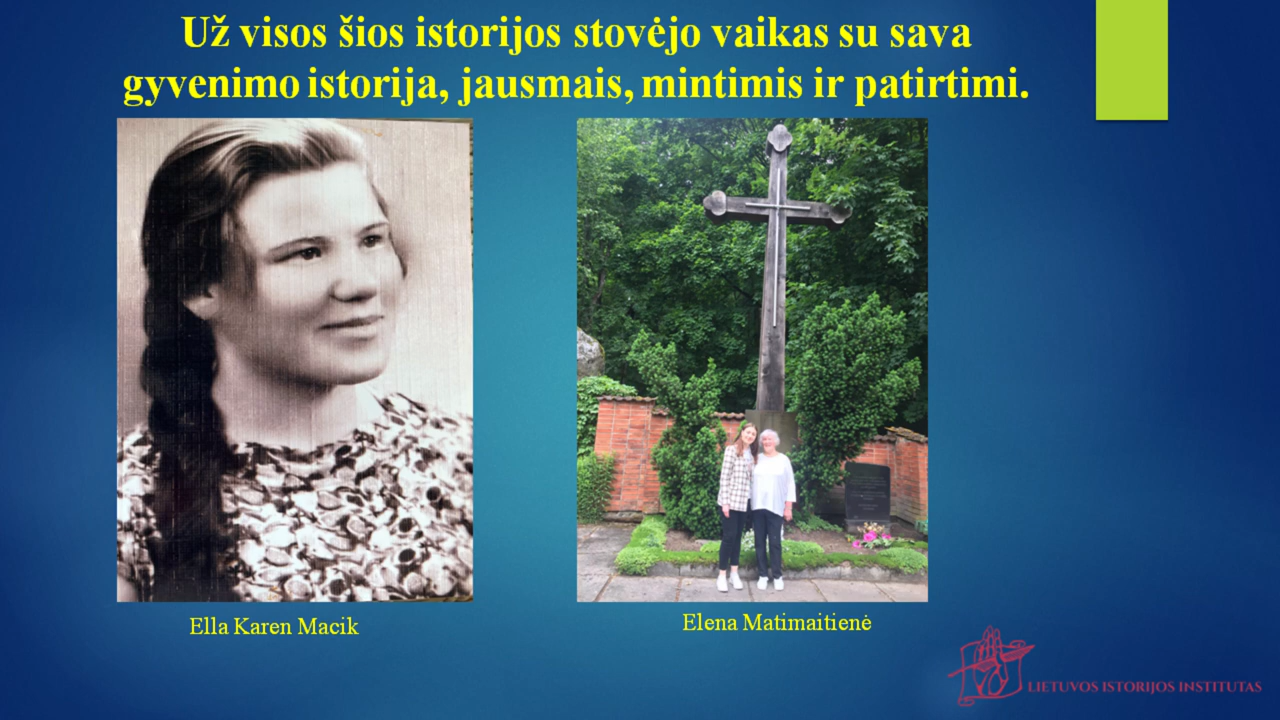 Už visos šios istorijos stovėjo vaikas su sava
gyvenimo istorija, jausmais, mintimis ir patirtimi.
Ella Karen Macik
Elena Matimaitienė
LIETUVOS ISTORIJOS INSTITUTAS